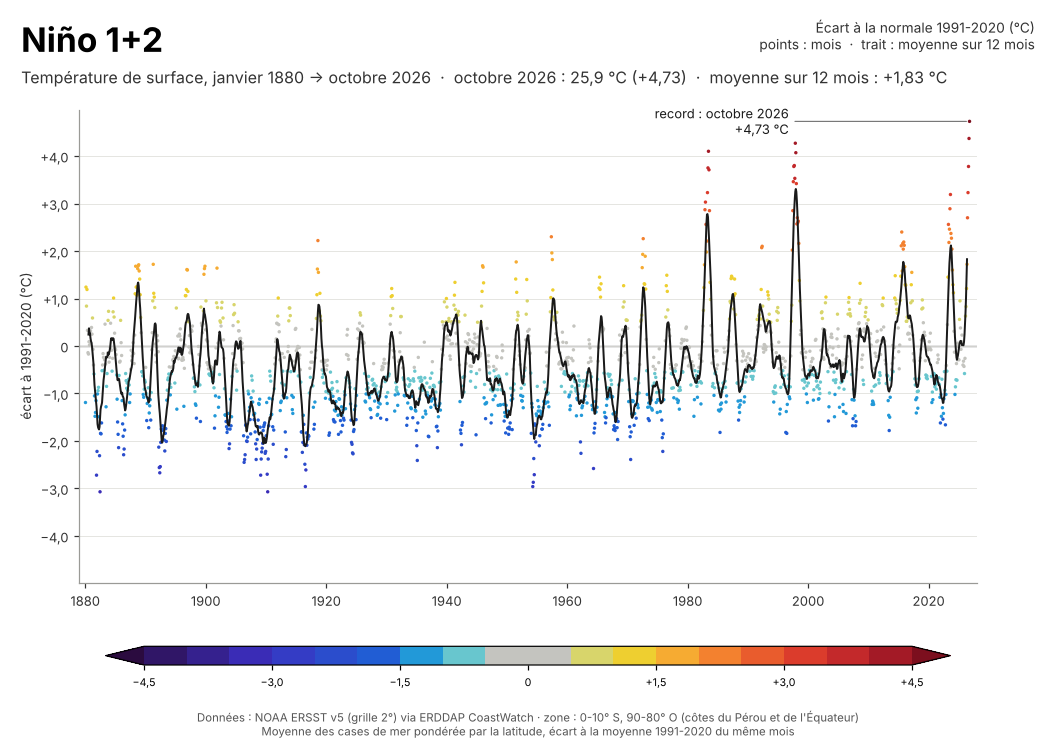 Niño 1+2
Écart à la normale 1991-2020 (°C)
points : mois · trait : moyenne sur 12 mois
Température de surface, janvier 1880 → octobre 2026 · octobre 2026 : 25,9 °C (+4,73) · moyenne sur 12 mois : +1,83 °C
record : octobre 2026
+4,73 °C
écart à 1991-2020 (°C)
+4,0
+3,0
+2,0
+1,0
0
−1,0
−2,0
−3,0
−4,0
1880 1900 1920 1940 1960 1980 2000 2020
−4,5 −3,0 −1,5 0 +1,5 +3,0 +4,5
Données : NOAA ERSST v5 (grille 2°) via ERDDAP CoastWatch · zone : 0-10° S, 90-80° O (côtes du Pérou et de l'Équateur)
Moyenne des cases de mer pondérée par la latitude, écart à la moyenne 1991-2020 du même mois